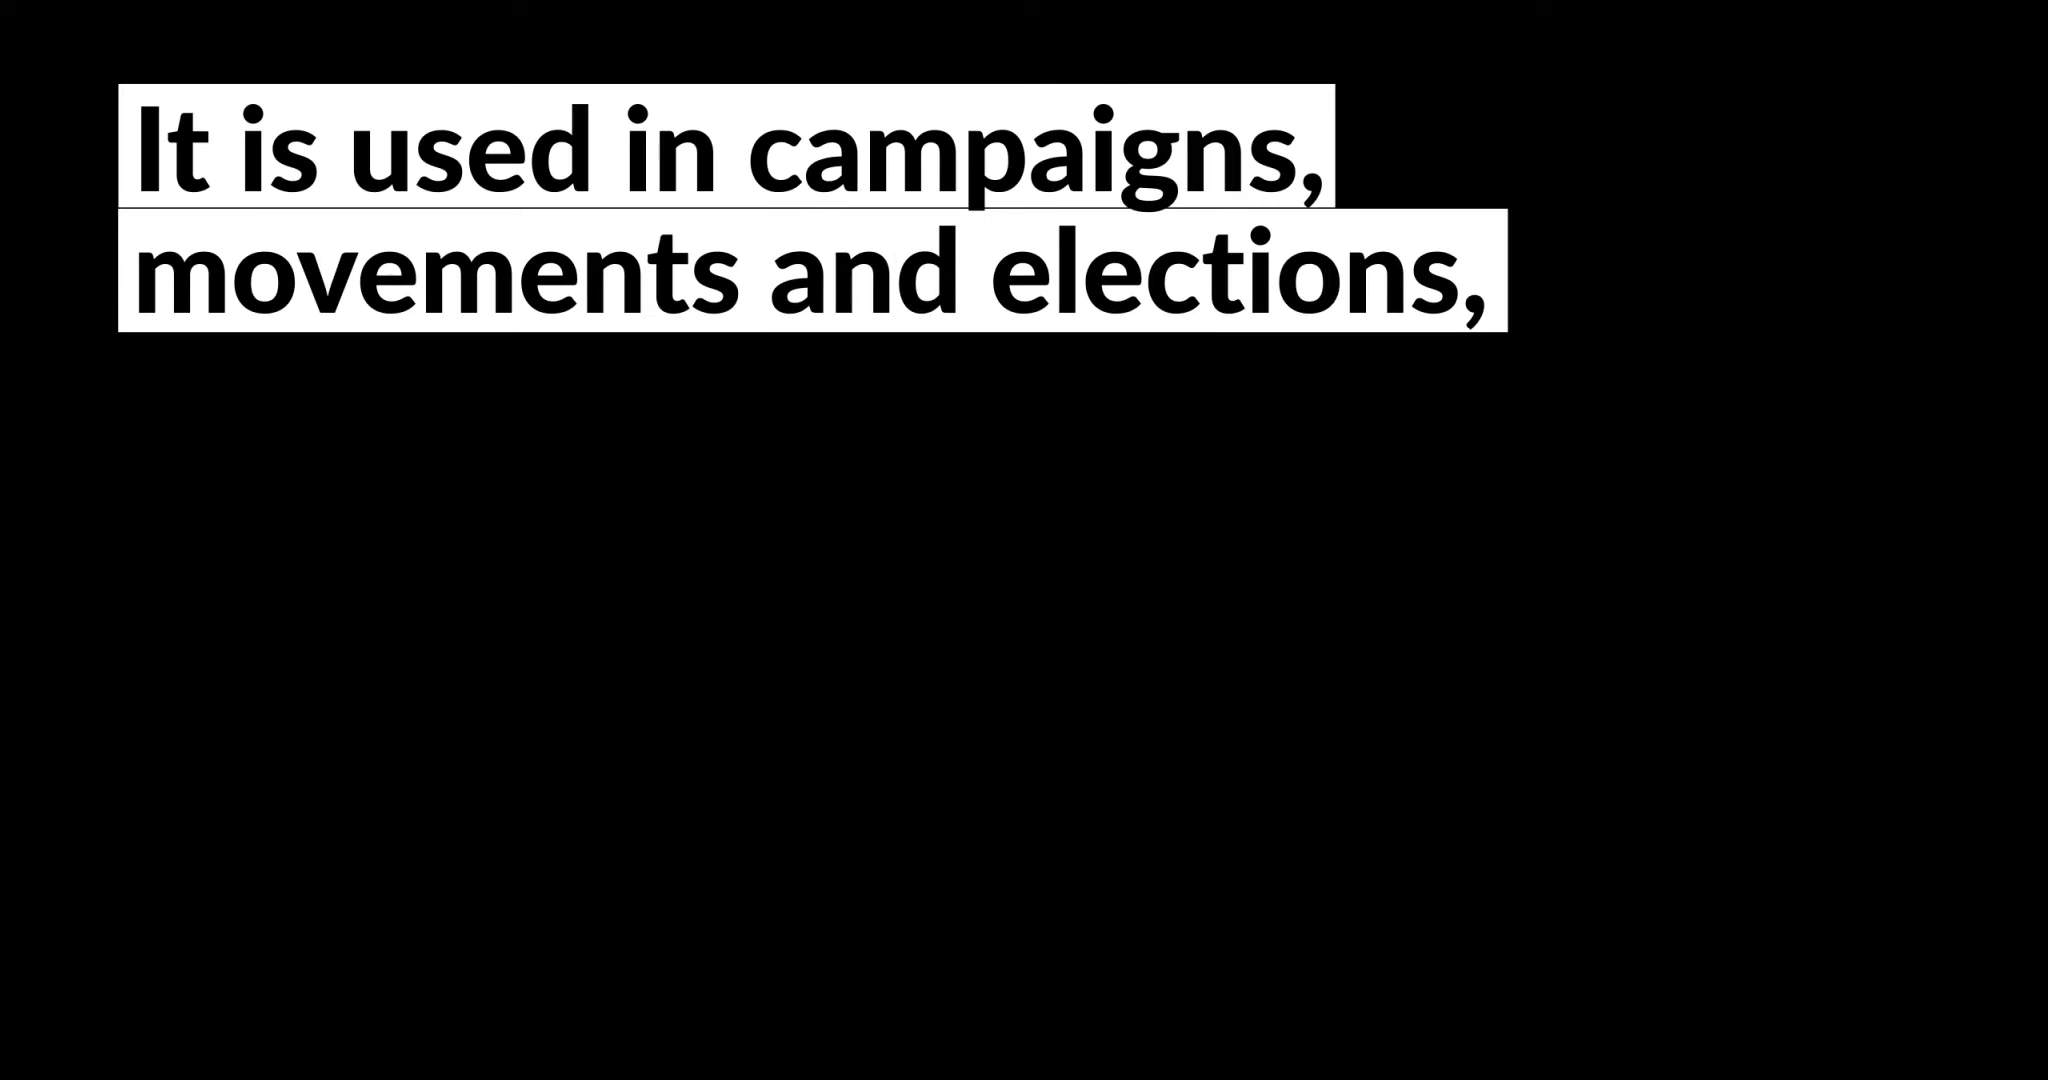 It is used in campaigns,
movements and elections,